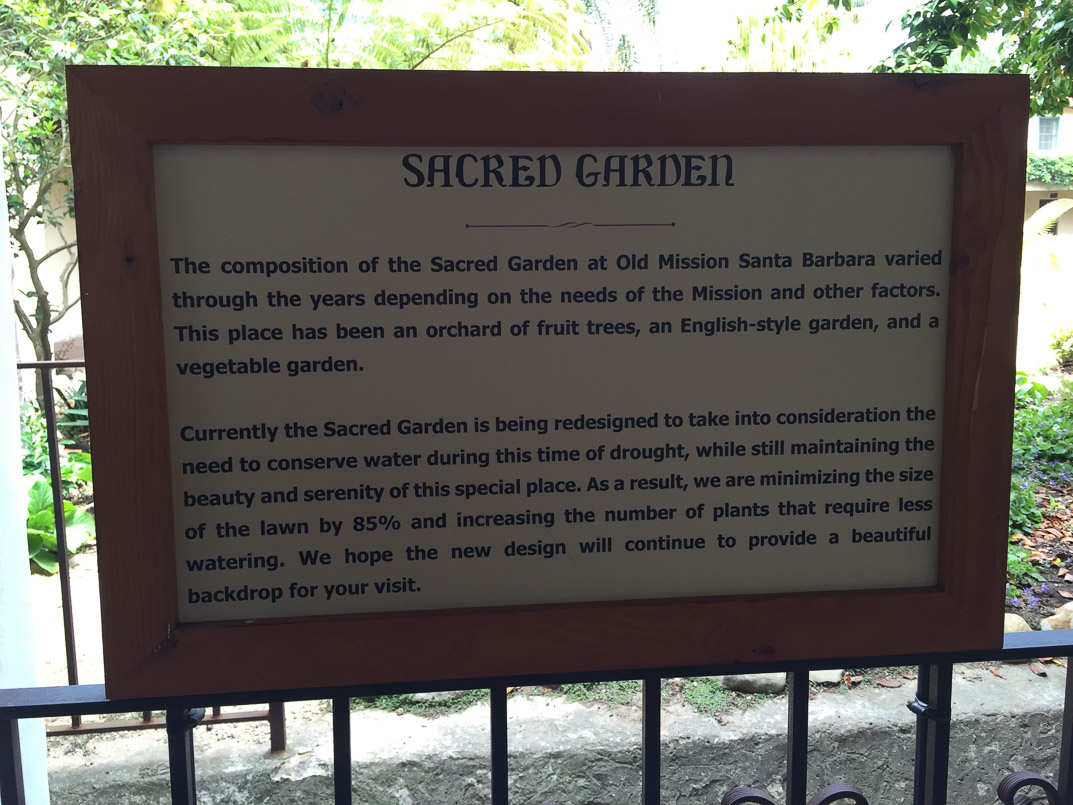 SACRED GARDEN
The composition of the Sacred Garden at Old Mission Santa Barbara varied
through the years depending on the needs of the Mission and other factors.
This place has been an orchard of fruit trees, an English-style garden, and a
vegetable garden.
Currently the Sacred Garden is being redesigned to take into consideration the
need to conserve water during this time of drought, while still maintaining the
beauty and serenity of this special place. As a result, we are minimizing the size
of the lawn by 85% and increasing the number of plants that require less
watering. We hope the new design will continue to provide a beautiful
backdrop for your visit.